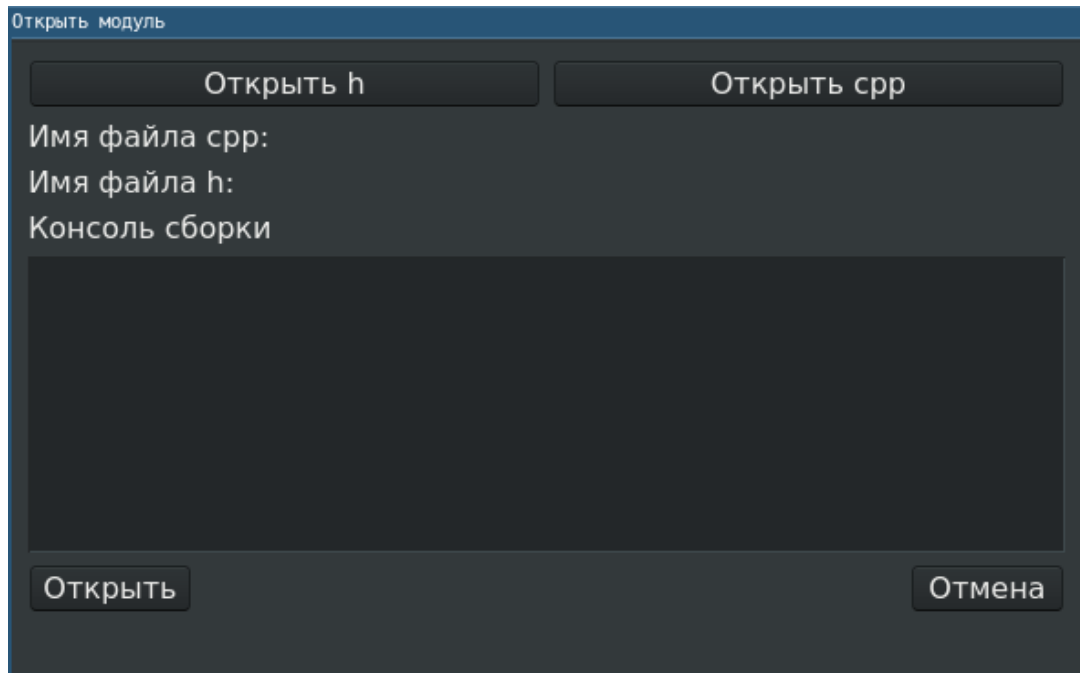 Открыть модуль
Открыть h Открыть cpp
Имя файла cpp:
Имя файла h:
Консоль сборки
Открыть Отмена